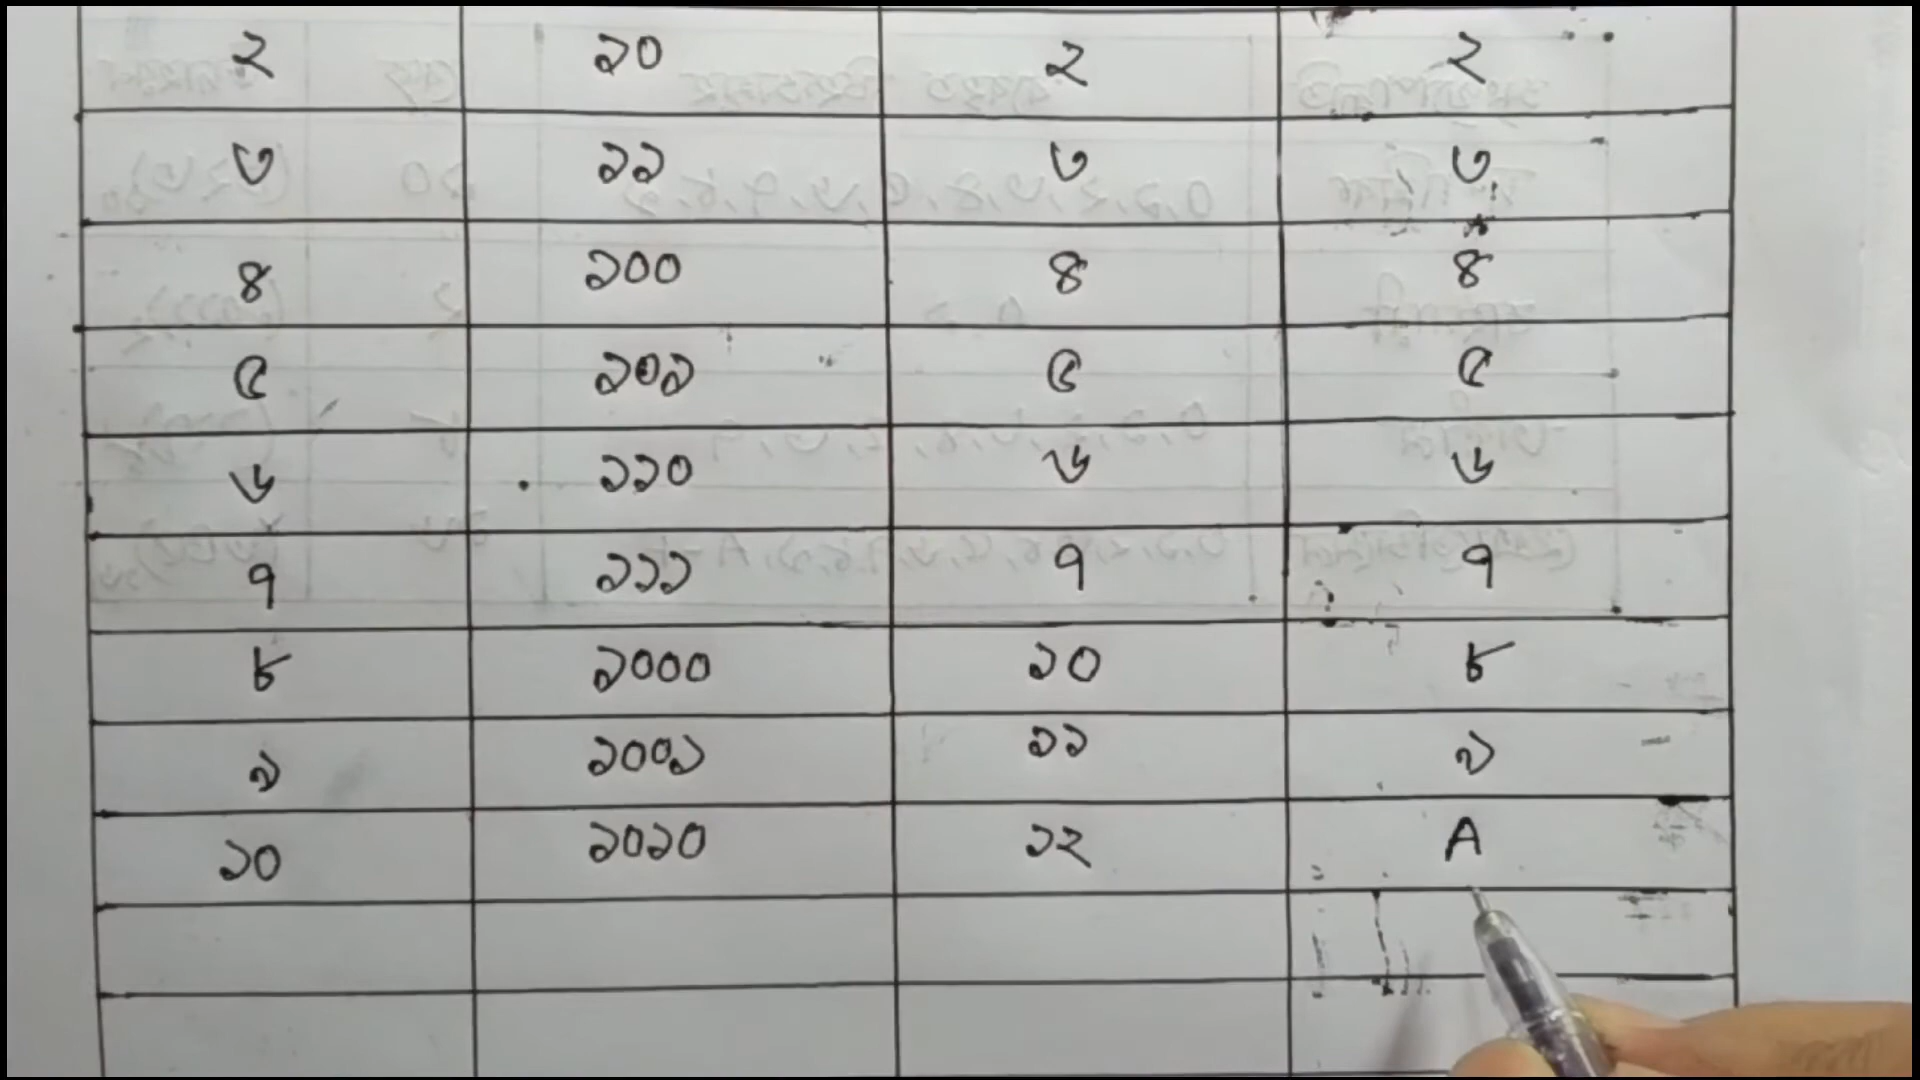 ২ ১০ ২ ২
৩ ১১ ৩ ৩
৪ ১০০ ৪ ৪
৫ ১০১ ৫ ৫
৬ ১১০ ৬ ৬
৭ ১১১ ৭ ৭
৮ ১০০০ ১০ ৮
৯ ১০০১ ১১ ৯
১০ ১০১০ ১২ A